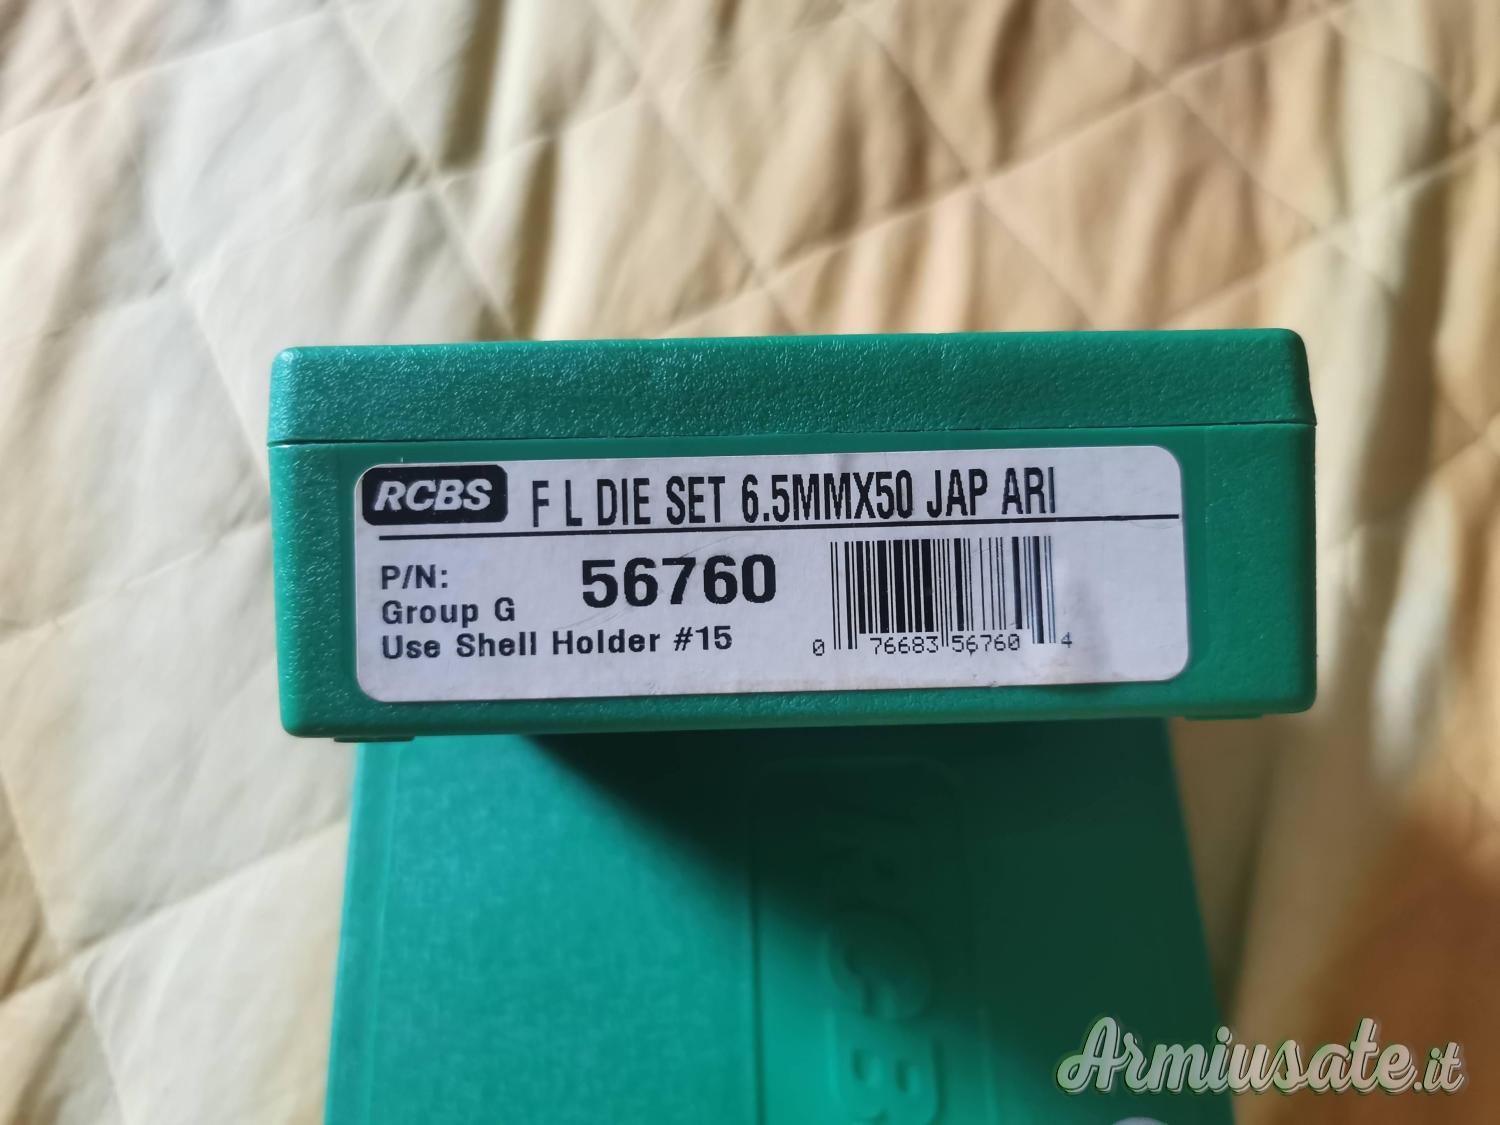 RCBS F L DIE SET 6.5MMX50 JAP ARI
P/N: 56760
Group G
Use Shell Holder #15
0 76683 56760 4
RCB
Armiusate.it